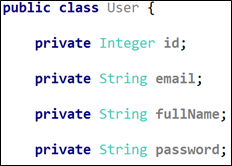 public class User {
private Integer id;
private String email;
private String fullName;
private String password;